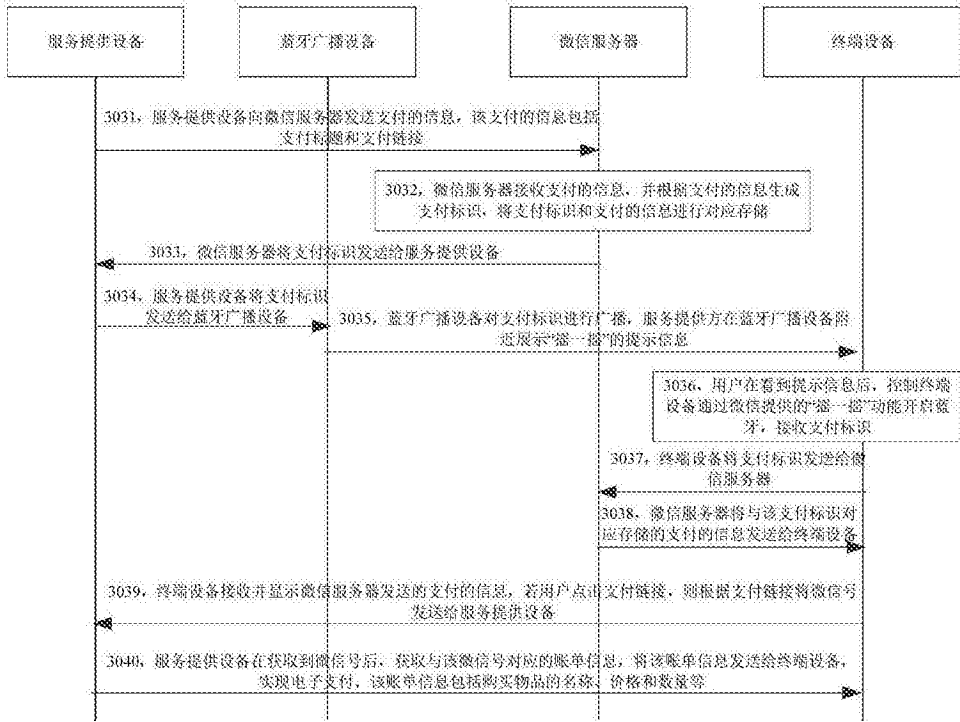 服务提供设备
蓝牙广播设备
微信服务器
终端设备
3031，服务提供设备向微信服务器发送支付的信息，该支付的信息包括
支付标题和支付链接
3032，微信服务器接收支付的信息，并根据支付的信息生成
支付标识，将支付标识和支付的信息进行对应存储
3033，微信服务器将支付标识发送给服务提供设备
3034，服务提供设备将支付标识
发送给蓝牙广播设备
3035，蓝牙广播设备对支付标识进行广播，服务提供方在蓝牙广播设备附
近展示“摇一摇”的提示信息
3036，用户在看到提示信息后，控制终端
设备通过微信提供的“摇一摇”功能开启蓝
牙，接收支付标识
3037，终端设备将支付标识发送给微
信服务器
3038，微信服务器将与该支付标识对
应存储的支付的信息发送给终端设备
3039，终端设备接收并显示微信服务器发送的支付的信息，若用户点击支付链接，则根据支付链接将微信号
发送给服务提供设备
3040，服务提供设备在获取到微信号后，获取与该微信号对应的账单信息，将该账单信息发送给终端设备，
实现电子支付，该账单信息包括购买物品的名称、价格和数量等